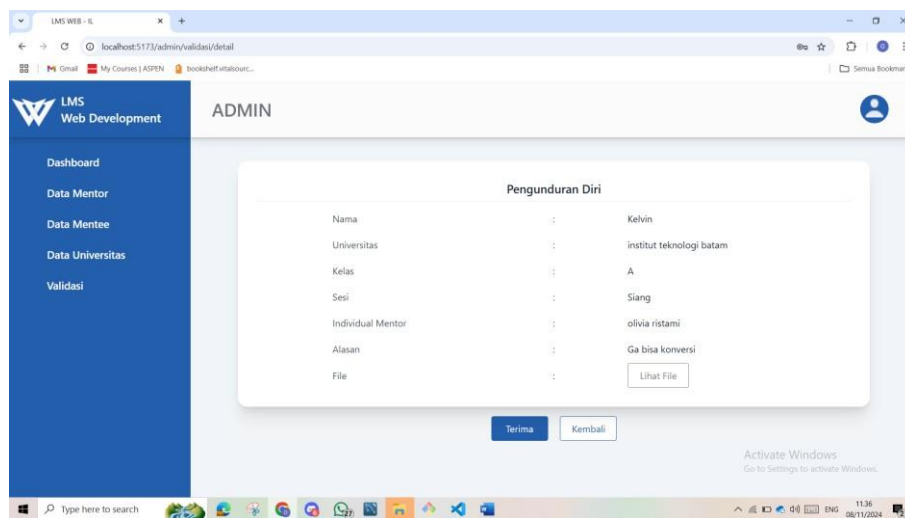 LMS WEB - IL
localhost:5173/admin/validasi/detail
Gmail My Courses | ASPEN bookshelf.vitalsourc... Semua Bookmar
LMS
Web Development
ADMIN
Dashboard
Data Mentor
Data Mentee
Data Universitas
Validasi
Pengunduran Diri
Nama : Kelvin
Universitas : institut teknologi batam
Kelas : A
Sesi : Siang
Individual Mentor : olivia ristami
Alasan : Ga bisa konversi
File : Lihat File
Terima Kembali
Activate Windows
Go to Settings to activate Windows.
Type here to search ENG 11.36
08/11/2024